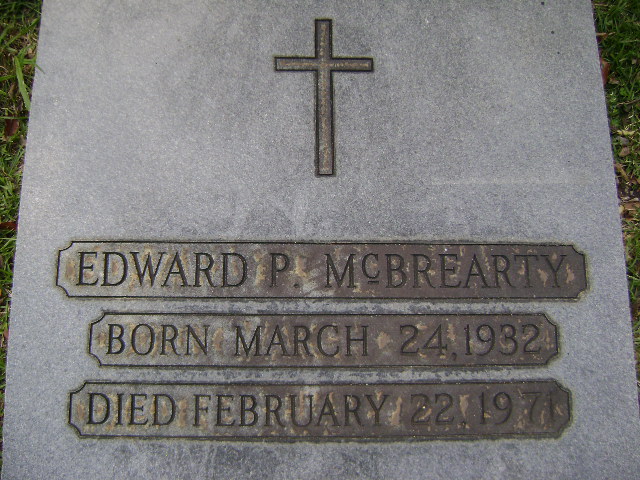 EDWARD P. McBREARTY
BORN MARCH 24, 1932
DIED FEBRUARY 22, 1971